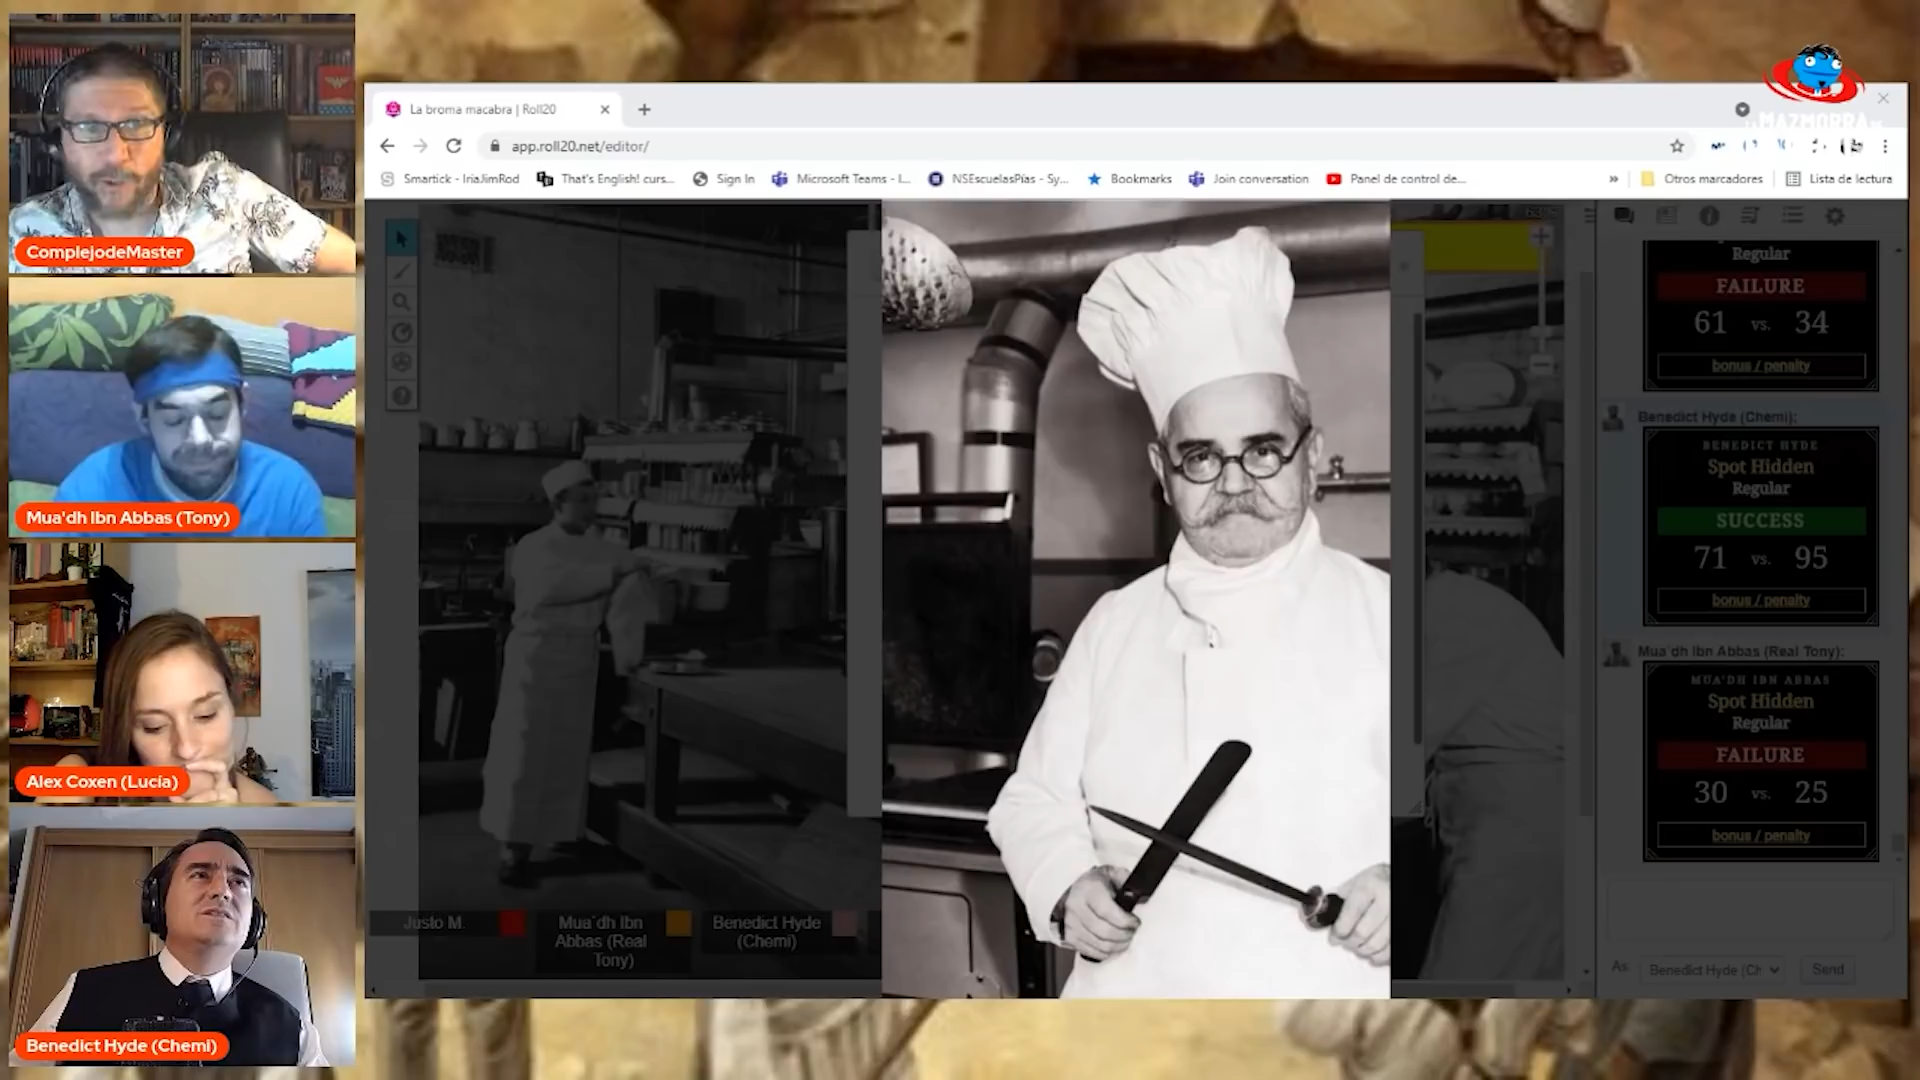 ComplejodeMaster
Mua'dh Ibn Abbas (Tony)
Alex Coxen (Lucía)
Benedict Hyde (Chemi)
La broma macabra | Roll20
app.roll20.net/editor/
Smartick - IriaJimRod
That's English! curs...
Sign In
Microsoft Teams - I...
NSEscuelasPías - Sy...
Bookmarks
Join conversation
Panel de control de...
»
Otros marcadores
Lista de lectura
MAZMORRA
Regular
FAILURE
61 vs. 34
bonus / penalty
Benedict Hyde (Chemi):
BENEDICT HYDE
Spot Hidden
Regular
SUCCESS
71 vs. 95
bonus / penalty
Mua'dh Ibn Abbas (Real Tony):
MUA'DH IBN ABBAS
Spot Hidden
Regular
FAILURE
30 vs. 25
bonus / penalty
As
Benedict Hyde (Ch
Send
Justo M.
Mua'dh Ibn
Abbas (Real
Tony)
Benedict Hyde
(Chemi)